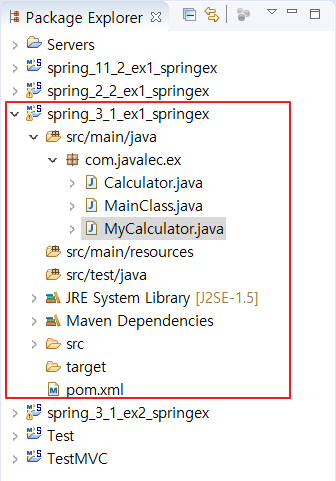 Package Explorer
Servers
spring_11_2_ex1_springex
spring_2_2_ex1_springex
spring_3_1_ex1_springex
src/main/java
com.javalec.ex
Calculator.java
MainClass.java
MyCalculator.java
src/main/resources
src/test/java
JRE System Library [J2SE-1.5]
Maven Dependencies
src
target
pom.xml
spring_3_1_ex2_springex
Test
TestMVC